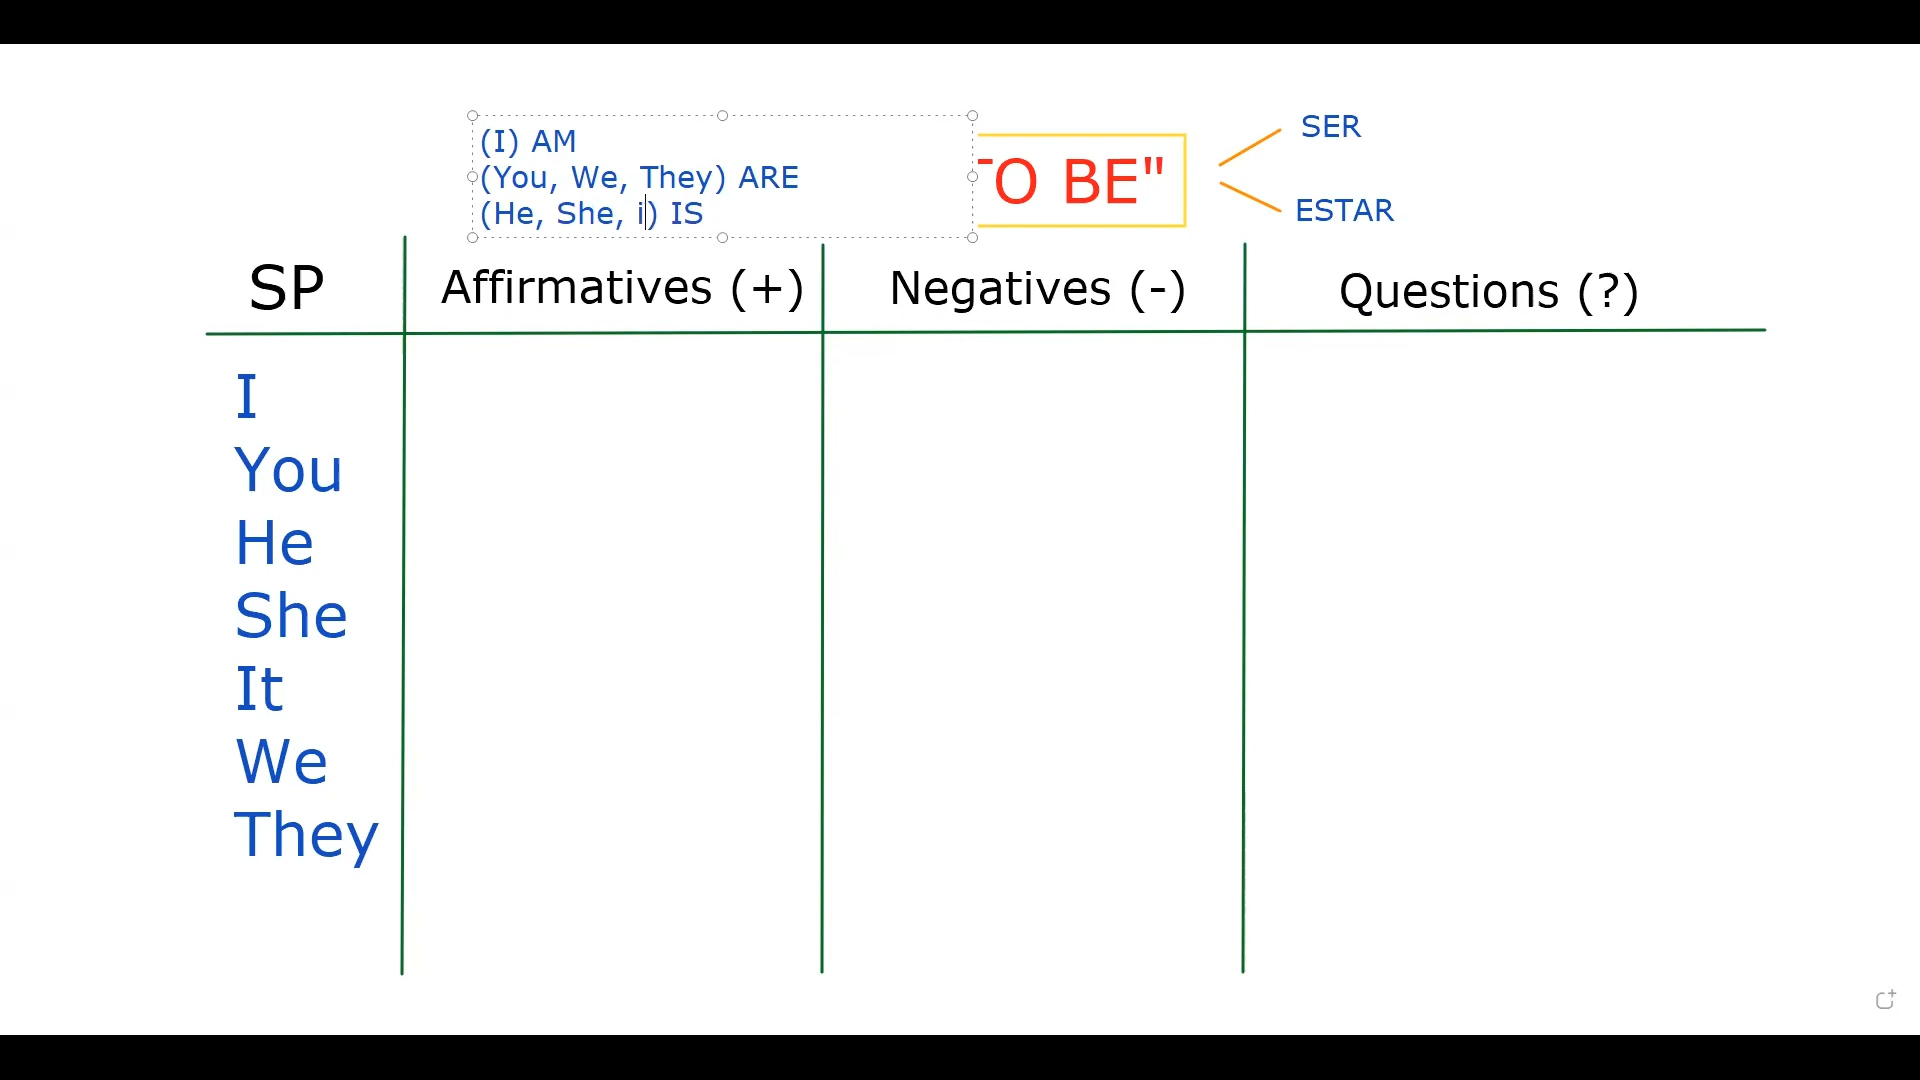 (I) AM
(You, We, They) ARE
(He, She, i) IS
TO BE"
SER
ESTAR
SP
Affirmatives (+)
Negatives (-)
Questions (?)
I
You
He
She
It
We
They